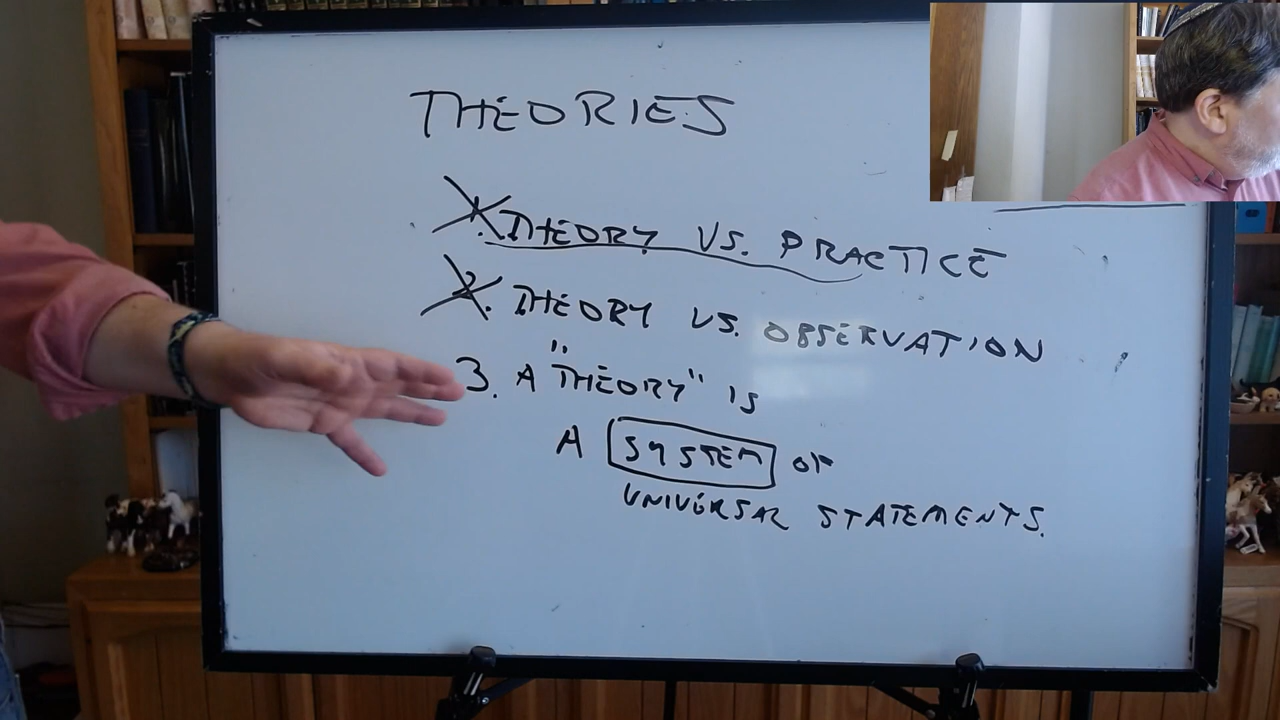 THEORIES
1. THEORY VS. PRACTICE
2. THEORY VS. OBSERVATION
3. A "THEORY" IS
A SYSTEM OF
UNIVERSAL STATEMENTS.